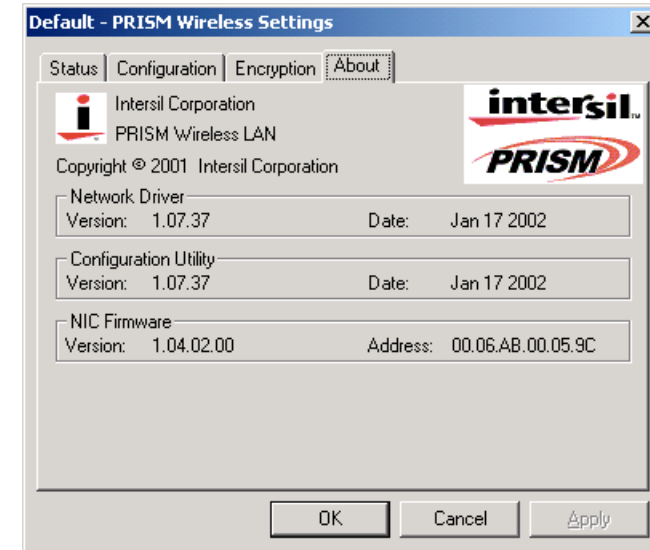 Default - PRISM Wireless Settings
Status Configuration Encryption About
Intersil Corporation
PRISM Wireless LAN
Copyright © 2001 Intersil Corporation
intersil™
PRISM
Network Driver
Version: 1.07.37 Date: Jan 17 2002
Configuration Utility
Version: 1.07.37 Date: Jan 17 2002
NIC Firmware
Version: 1.04.02.00 Address: 00.06.AB.00.05.9C
OK Cancel Apply